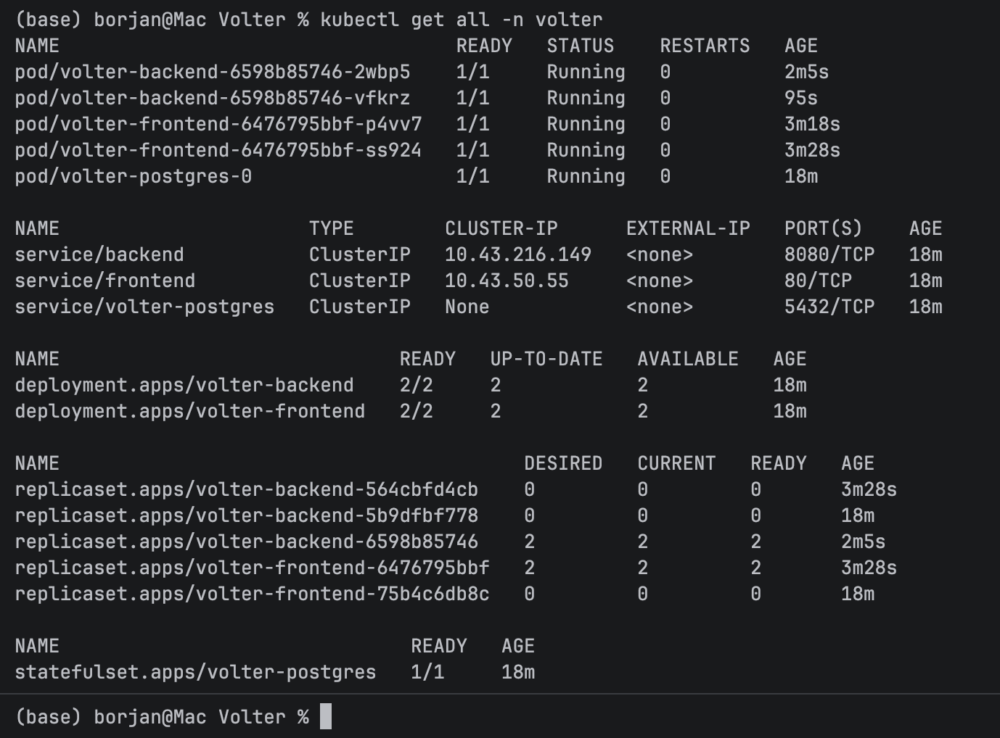 (base) borjan@Mac Volter % kubectl get all -n volter
NAME                                   READY   STATUS    RESTARTS   AGE
pod/volter-backend-6598b85746-2wbp5    1/1     Running   0          2m5s
pod/volter-backend-6598b85746-vfkrz    1/1     Running   0          95s
pod/volter-frontend-6476795bbf-p4vv7   1/1     Running   0          3m18s
pod/volter-frontend-6476795bbf-ss924   1/1     Running   0          3m28s
pod/volter-postgres-0                  1/1     Running   0          18m
NAME                      TYPE        CLUSTER-IP      EXTERNAL-IP   PORT(S)    AGE
service/backend           ClusterIP   10.43.216.149   <none>        8080/TCP   18m
service/frontend          ClusterIP   10.43.50.55     <none>        80/TCP     18m
service/volter-postgres   ClusterIP   None            <none>        5432/TCP   18m
NAME                              READY   UP-TO-DATE   AVAILABLE   AGE
deployment.apps/volter-backend    2/2     2            2           18m
deployment.apps/volter-frontend   2/2     2            2           18m
NAME                                         DESIRED   CURRENT   READY   AGE
replicaset.apps/volter-backend-564cbfd4cb    0         0         0       3m28s
replicaset.apps/volter-backend-5b9dfbf778    0         0         0       18m
replicaset.apps/volter-backend-6598b85746    2         2         2       2m5s
replicaset.apps/volter-frontend-6476795bbf   2         2         2       3m28s
replicaset.apps/volter-frontend-75b4c6db8c   0         0         0       18m
NAME                               READY   AGE
statefulset.apps/volter-postgres   1/1     18m
(base) borjan@Mac Volter %